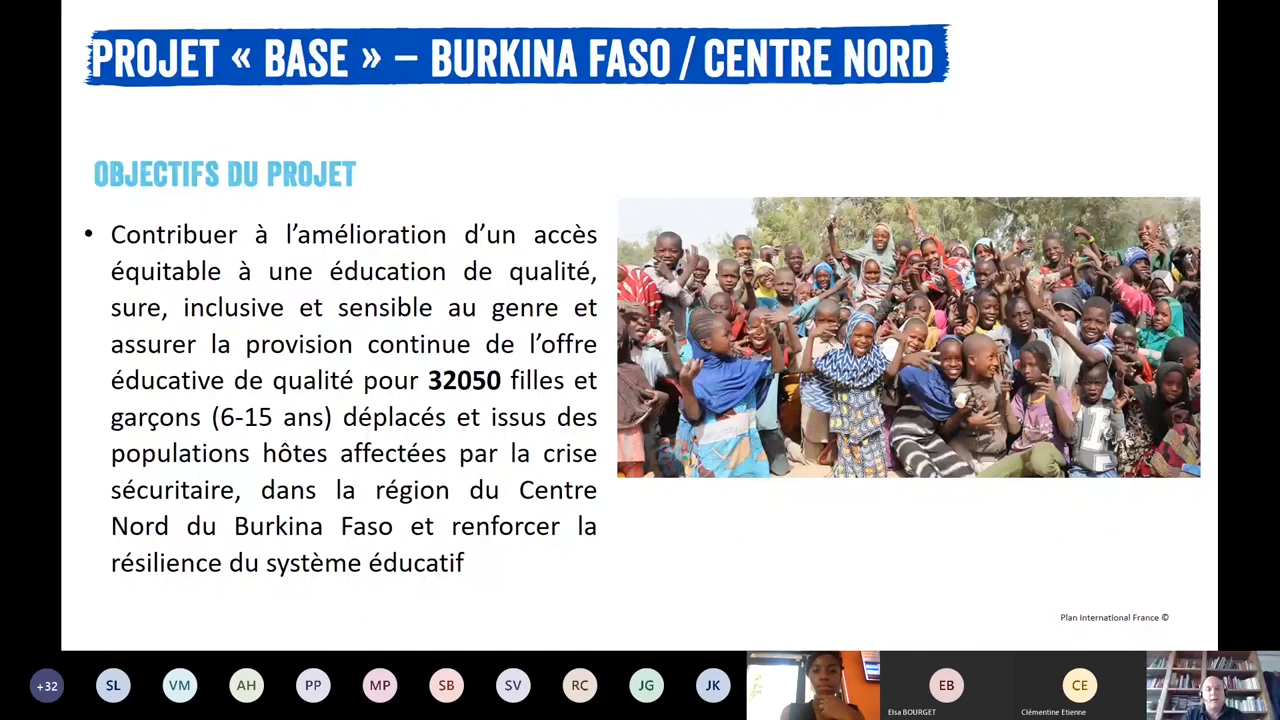 PROJET « BASE » – BURKINA FASO / CENTRE NORD
OBJECTIFS DU PROJET
• Contribuer à l’amélioration d’un accès
équitable à une éducation de qualité,
sure, inclusive et sensible au genre et
assurer la provision continue de l’offre
éducative de qualité pour 32050 filles et
garçons (6-15 ans) déplacés et issus des
populations hôtes affectées par la crise
sécuritaire, dans la région du Centre
Nord du Burkina Faso et renforcer la
résilience du système éducatif
Plan International France ©
+32 SL VM AH PP MP SB SV RC JG JK EB CE
Elsa BOURGET Clémentine Etienne